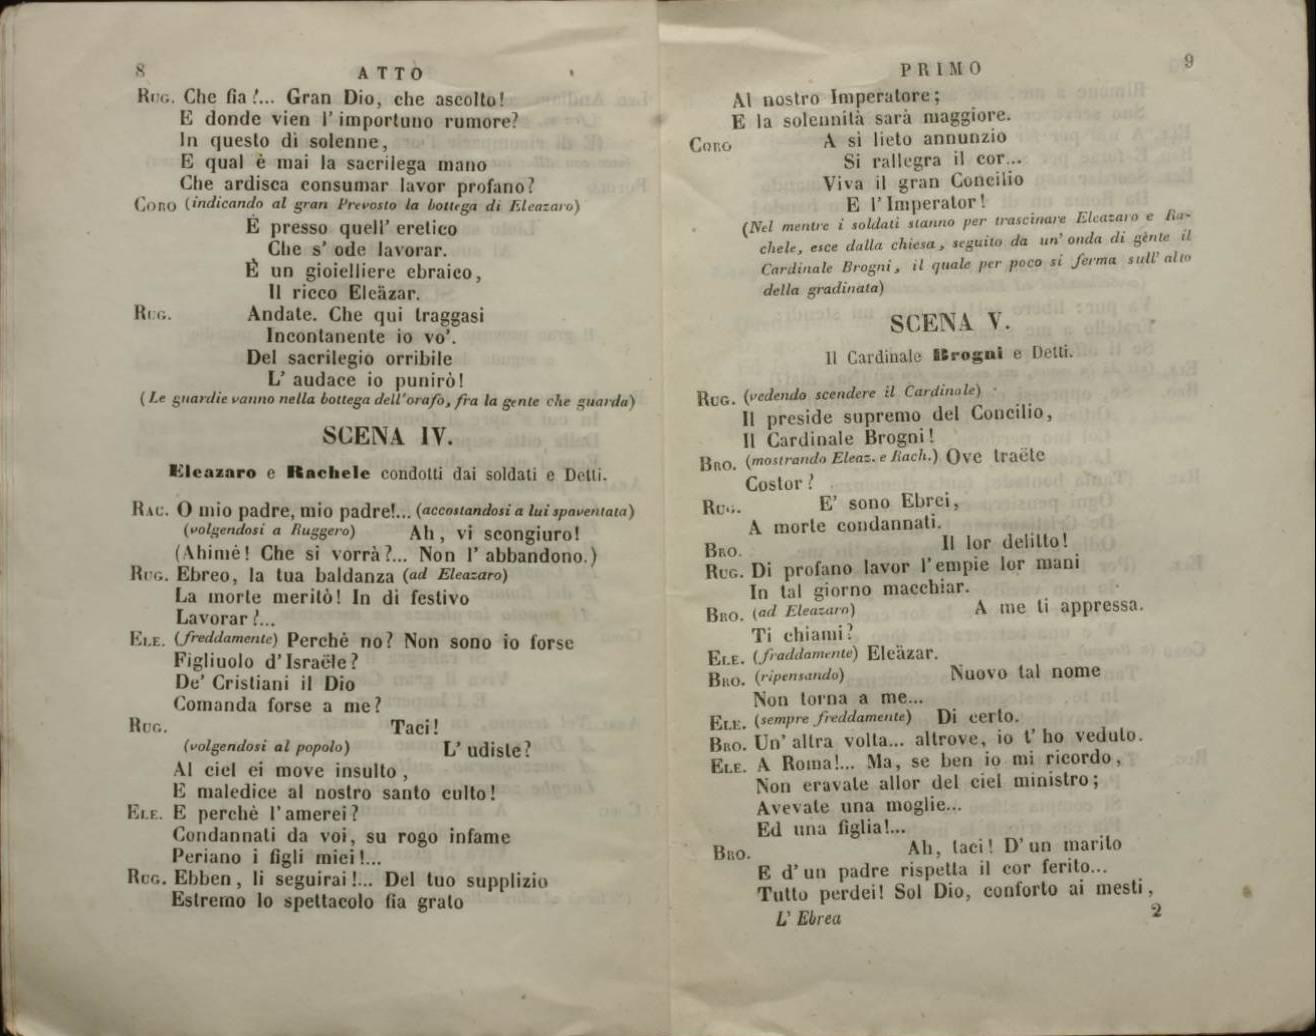 8
ATTO
RUG. Che fia!... Gran Dio, che ascolto!
E donde vien l' importuno rumore?
In questo dì solenne,
E qual è mai la sacrilega mano
Che ardisca consumar lavor profano?
CORO (indicando al gran Prevosto la bottega di Eleazaro)
È presso quell' eretico
Che s' ode lavorar.
È un gioielliere ebraico,
Il ricco Eleäzar.
RUG. Andate. Che qui traggasi
Incontanente io vo'.
Del sacrilegio orribile
L' audace io punirò!
(Le guardie vanno nella bottega dell'orafo, fra la gente che guarda)
SCENA IV.
Eleazaro e Rachele condotti dai soldati e Detti.
RAC. O mio padre, mio padre!... (accostandosi a lui spaventata)
(volgendosi a Ruggero) Ah, vi scongiuro!
(Ahimè! Che si vorrà?... Non l' abbandono.)
RUG. Ebreo, la tua baldanza (ad Eleazaro)
La morte meritò! In dì festivo
Lavorar!...
ELE. (freddamente) Perchè no? Non sono io forse
Figliuolo d' Israële?
De' Cristiani il Dio
Comanda forse a me?
RUG. Taci!
(volgendosi al popolo) L' udiste?
Al ciel ei move insulto,
E maledice al nostro santo culto!
ELE. E perchè l' amerei?
Condannati da voi, su rogo infame
Periano i figli miei!...
RUG. Ebben, li seguirai!... Del tuo supplizio
Estremo lo spettacolo fia grato
PRIMO
9
Al nostro Imperatore;
E la solennità sarà maggiore.
CORO A sì lieto annunzio
Si rallegra il cor...
Viva il gran Concilio
E l' Imperator!
(Nel mentre i soldati stanno per trascinare Eleazaro e Ra-
chele, esce dalla chiesa, seguito da un' onda di gènte il
Cardinale Brogni, il quale per poco si ferma sull' alto
della gradinata)
SCENA V.
Il Cardinale Brogni e Detti.
RUG. (vedendo scendere il Cardinale)
Il preside supremo del Concilio,
Il Cardinale Brogni!
BRO. (mostrando Eleaz. e Rach.) Ove traëte
Costor?
RUG. E' sono Ebrei,
A morte condannati.
BRO. Il lor delitto!
RUG. Di profano lavor l' empie lor mani
In tal giorno macchiar.
BRO. (ad Eleazaro) A me ti appressa.
Ti chiami?
ELE. (fraddamente) Eleäzar.
BRO. (ripensando) Nuovo tal nome
Non torna a me...
ELE. (sempre freddamente) Di certo.
BRO. Un' altra volta... altrove, io t' ho veduto.
ELE. A Roma!... Ma, se ben io mi ricordo,
Non eravate allor del ciel ministro;
Avevate una moglie...
Ed una figlia!...
BRO. Ah, taci! D' un marito
E d' un padre rispetta il cor ferito...
Tutto perdei! Sol Dio, conforto ai mesti,
L' Ebrea 2